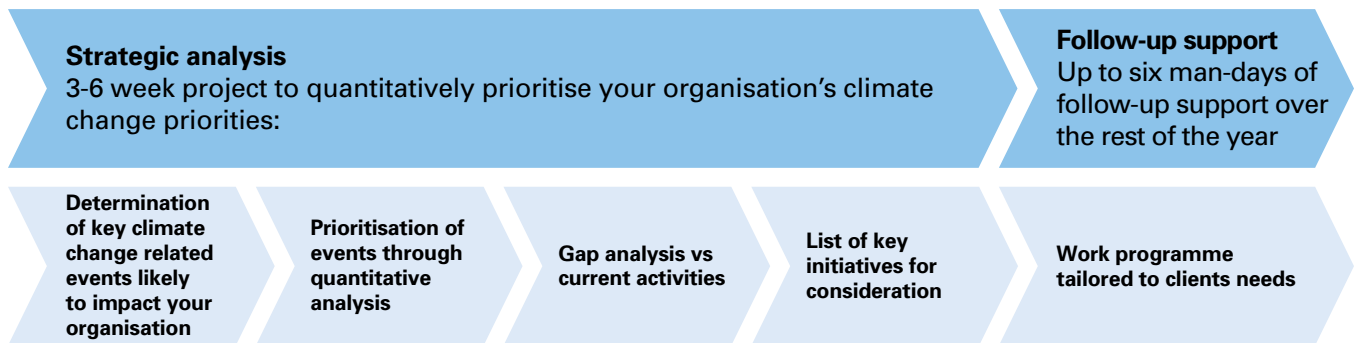 Strategic analysis
3-6 week project to quantitatively prioritise your organisation’s climate
change priorities:
Follow-up support
Up to six man-days of
follow-up support over
the rest of the year
Determination
of key climate
change related
events likely
to impact your
organisation
Prioritisation of
events through
quantitative
analysis
Gap analysis vs
current activities
List of key
initiatives for
consideration
Work programme
tailored to clients needs